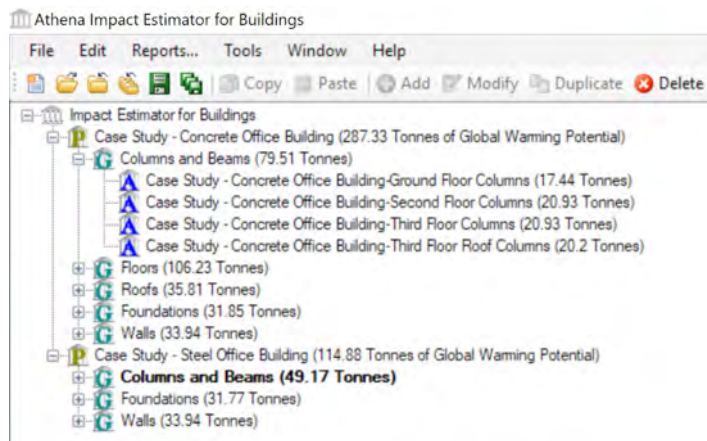 Athena Impact Estimator for Buildings
File Edit Reports... Tools Window Help
Copy Paste Add Modify Duplicate Delete
Impact Estimator for Buildings
P Case Study - Concrete Office Building (287.33 Tonnes of Global Warming Potential)
G Columns and Beams (79.51 Tonnes)
A Case Study - Concrete Office Building-Ground Floor Columns (17.44 Tonnes)
A Case Study - Concrete Office Building-Second Floor Columns (20.93 Tonnes)
A Case Study - Concrete Office Building-Third Floor Columns (20.93 Tonnes)
A Case Study - Concrete Office Building-Third Floor Roof Columns (20.2 Tonnes)
G Floors (106.23 Tonnes)
G Roofs (35.81 Tonnes)
G Foundations (31.85 Tonnes)
G Walls (33.94 Tonnes)
P Case Study - Steel Office Building (114.88 Tonnes of Global Warming Potential)
G Columns and Beams (49.17 Tonnes)
G Foundations (31.77 Tonnes)
G Walls (33.94 Tonnes)